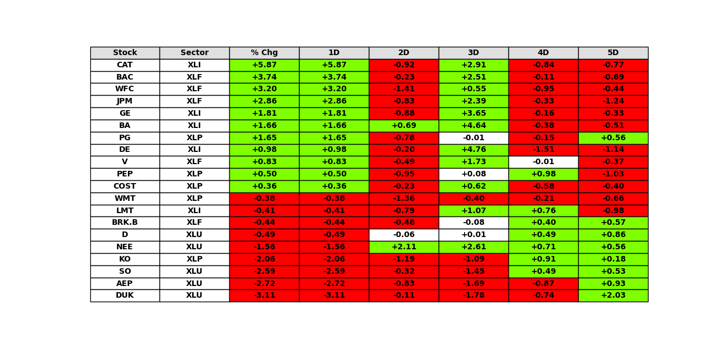 Stock Sector % Chg 1D 2D 3D 4D 5D
CAT XLI +5.87 +5.87 -0.92 +2.91 -0.84 -0.77
BAC XLF +3.74 +3.74 -0.23 +2.51 -0.11 -0.69
WFC XLF +3.20 +3.20 -1.41 +0.55 -0.95 -0.44
JPM XLF +2.86 +2.86 -0.83 +2.39 -0.33 -1.24
GE XLI +1.81 +1.81 -0.88 +3.65 -0.16 -0.33
BA XLI +1.66 +1.66 +0.69 +4.64 -0.38 -0.51
PG XLP +1.65 +1.65 -0.78 -0.01 -0.15 +0.56
DE XLI +0.98 +0.98 -0.20 +4.76 -1.51 -1.14
V XLF +0.83 +0.83 -0.49 +1.73 -0.01 -0.37
PEP XLP +0.50 +0.50 -0.95 +0.08 +0.98 -1.03
COST XLP +0.36 +0.36 -0.23 +0.62 -0.58 -0.40
WMT XLP -0.38 -0.38 -1.36 -0.40 -0.21 -0.66
LMT XLI -0.41 -0.41 -0.79 +1.07 +0.76 -0.98
BRK.B XLF -0.44 -0.44 -0.48 -0.08 +0.40 +0.57
D XLU -0.49 -0.49 -0.06 +0.01 +0.49 +0.86
NEE XLU -1.56 -1.56 +2.11 +2.61 +0.71 +0.56
KO XLP -2.06 -2.06 -1.19 -1.09 +0.91 +0.18
SO XLU -2.59 -2.59 -0.32 -1.45 +0.49 +0.53
AEP XLU -2.72 -2.72 -0.83 -1.69 -0.87 +0.93
DUK XLU -3.11 -3.11 -0.11 -1.78 -0.74 +2.03